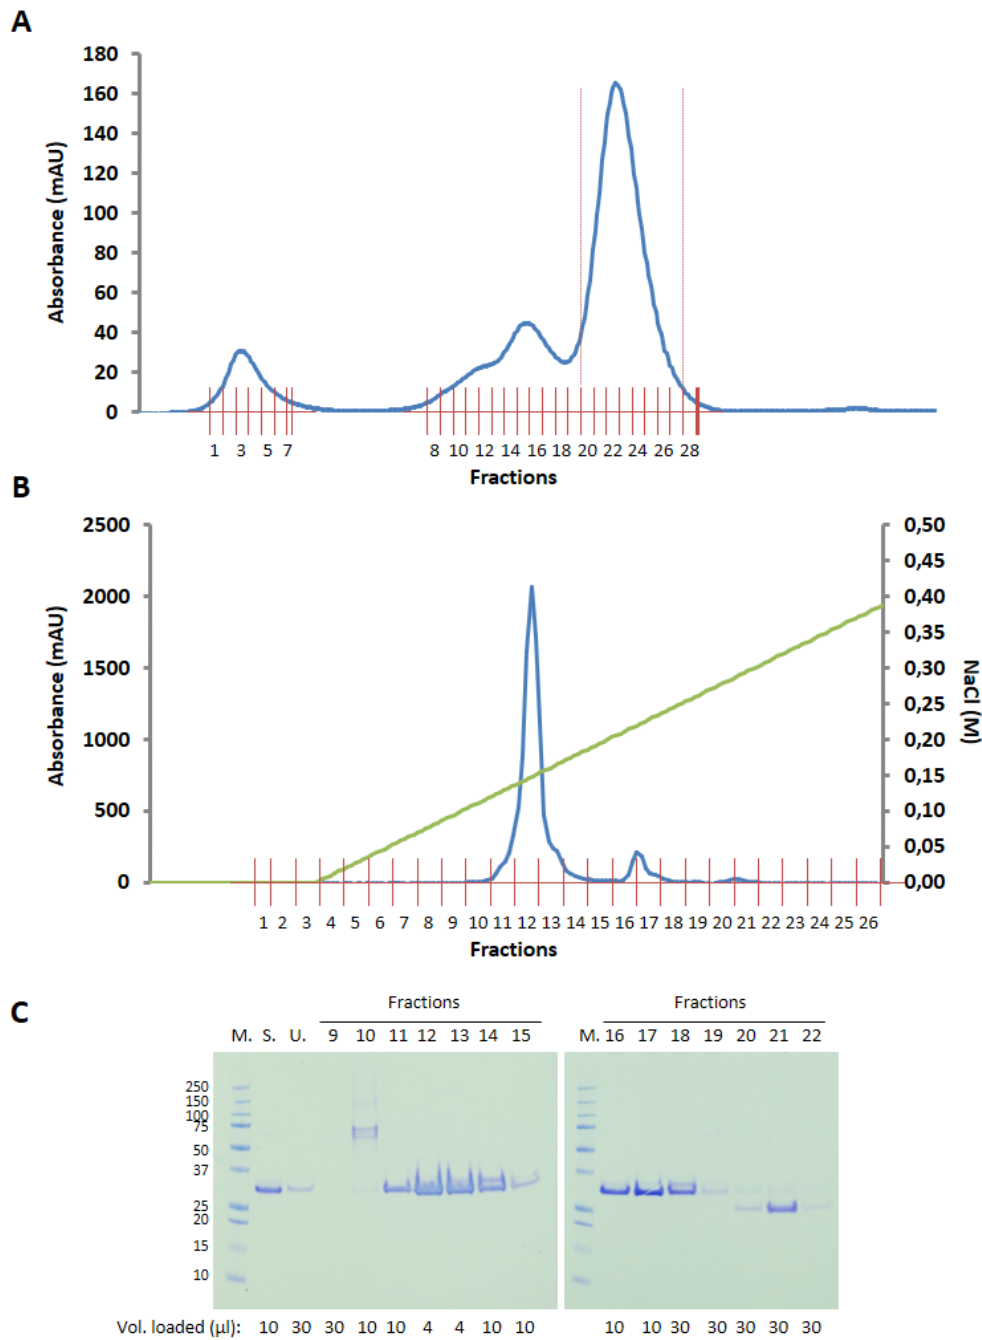 A
180
160
140
120
100
80
60
40
20
0
Absorbance (mAU)
1 3 5 7 8 10 12 14 16 18 20 22 24 26 28
Fractions
B
2500
2000
1500
1000
500
0
Absorbance (mAU)
0,50
0,45
0,40
0,35
0,30
0,25
0,20
0,15
0,10
0,05
0,00
NaCl (M)
1 2 3 4 5 6 7 8 9 10 11 12 13 14 15 16 17 18 19 20 21 22 23 24 25 26
Fractions
C
Fractions Fractions
M. S. U. 9 10 11 12 13 14 15 M. 16 17 18 19 20 21 22
250
150
100
75
50
37
25
20
15
10
Vol. loaded (µl): 10 30 30 10 10 4 4 10 10 10 10 30 30 30 30 30